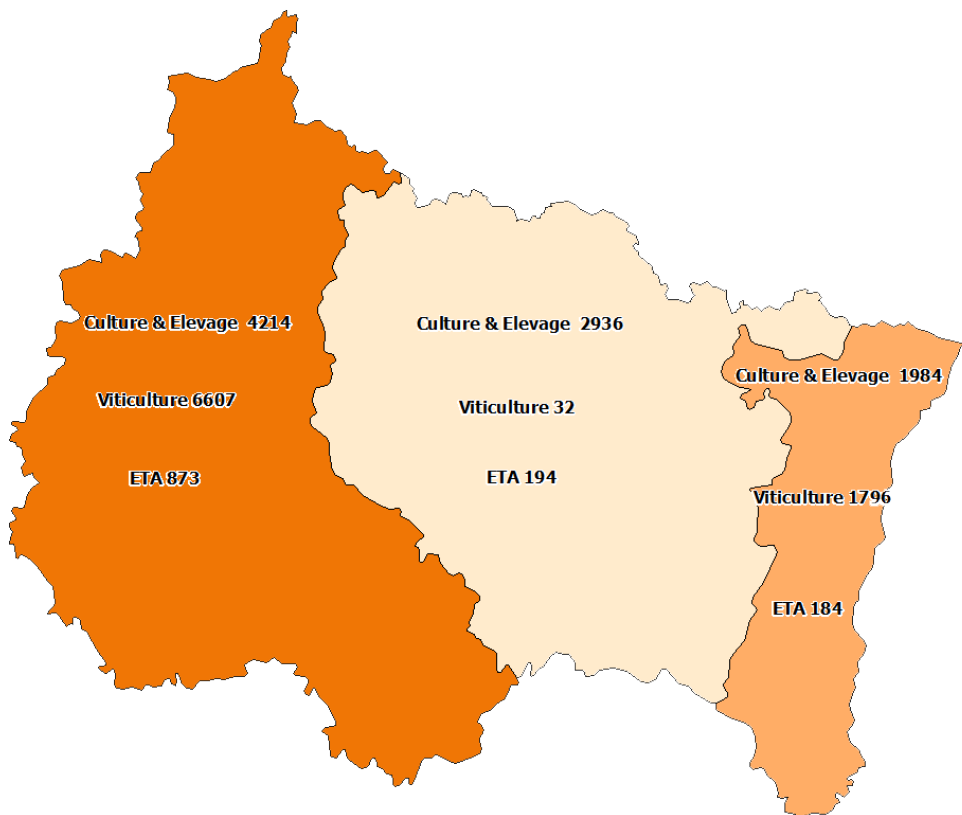 Culture & Elevage  4214
Viticulture 6607
ETA 873
Culture & Elevage  2936
Viticulture 32
ETA 194
Culture & Elevage  1984
Viticulture 1796
ETA 184